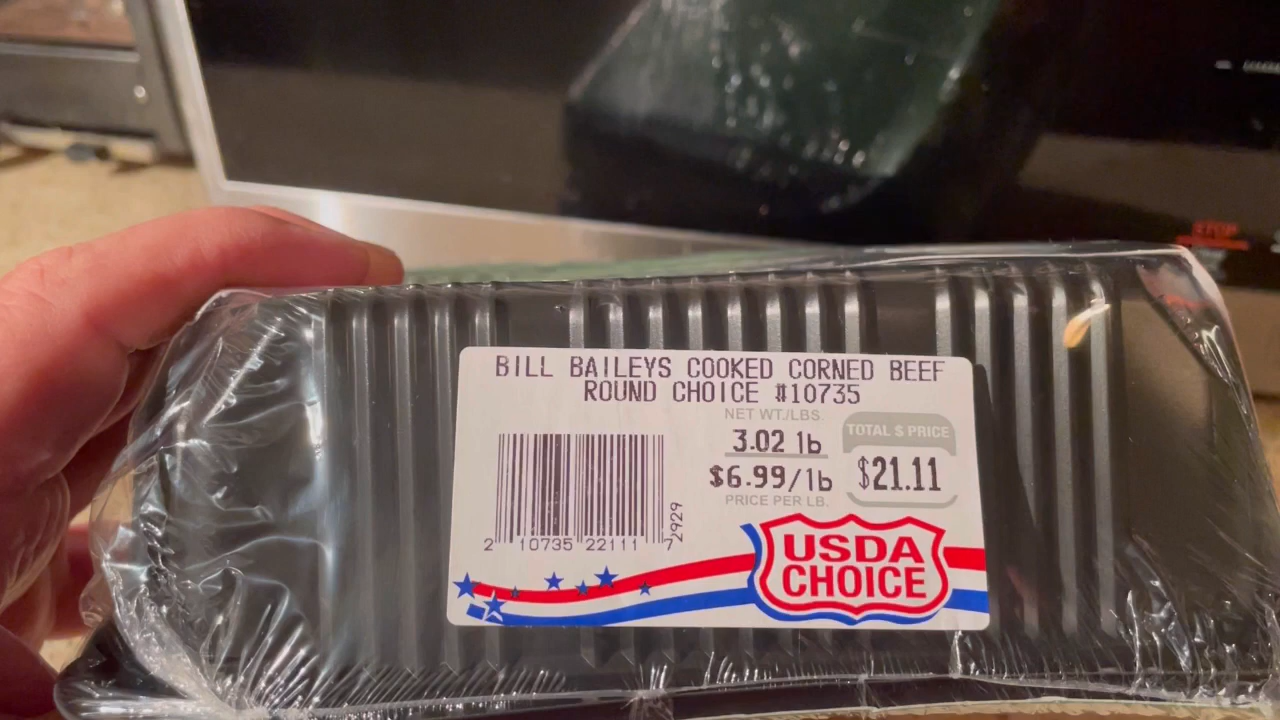 STOP
BILL BAILEYS COOKED CORNED BEEF
ROUND CHOICE #10735
NET WT./LBS.
3.02 lb
TOTAL $ PRICE
$6.99/lb
$21.11
PRICE PER LB.
2 10735 22111 7
2929
USDA
CHOICE